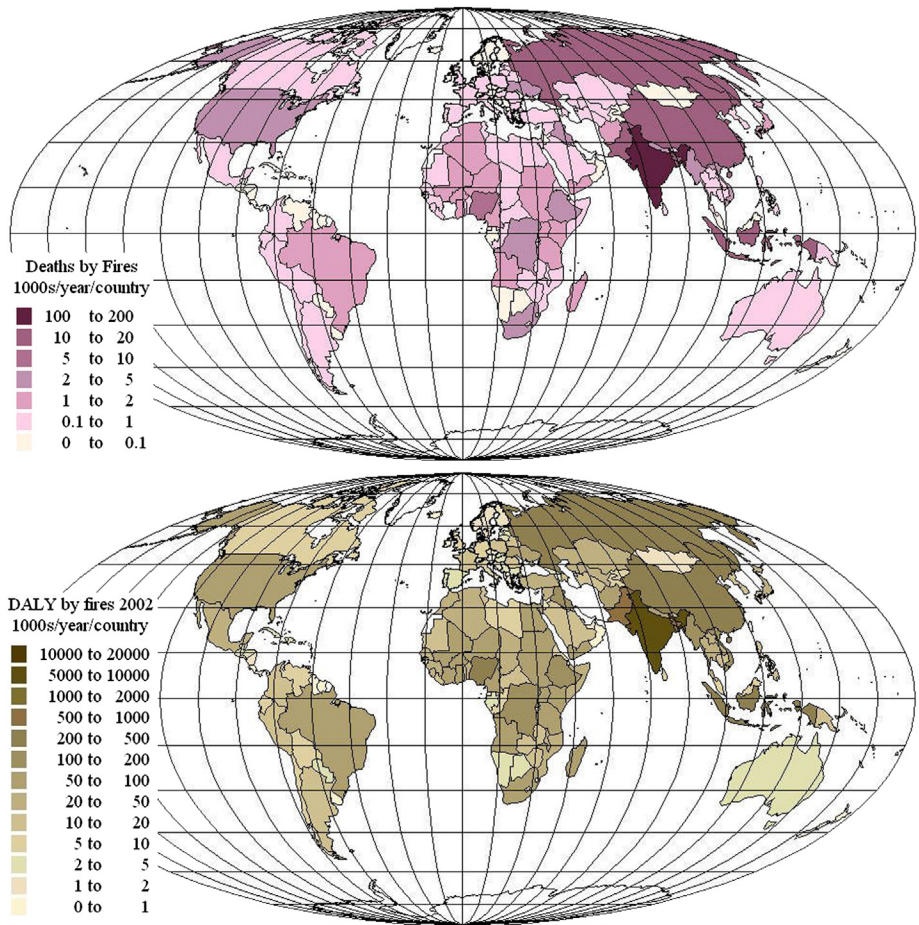 Deaths by Fires
1000s/year/country
100 to 200
10 to 20
5 to 10
2 to 5
1 to 2
0.1 to 1
0 to 0.1
DALY by fires 2002
1000s/year/country
10000 to 20000
5000 to 10000
1000 to 2000
500 to 1000
200 to 500
100 to 200
50 to 100
20 to 50
10 to 20
5 to 10
2 to 5
1 to 2
0 to 1